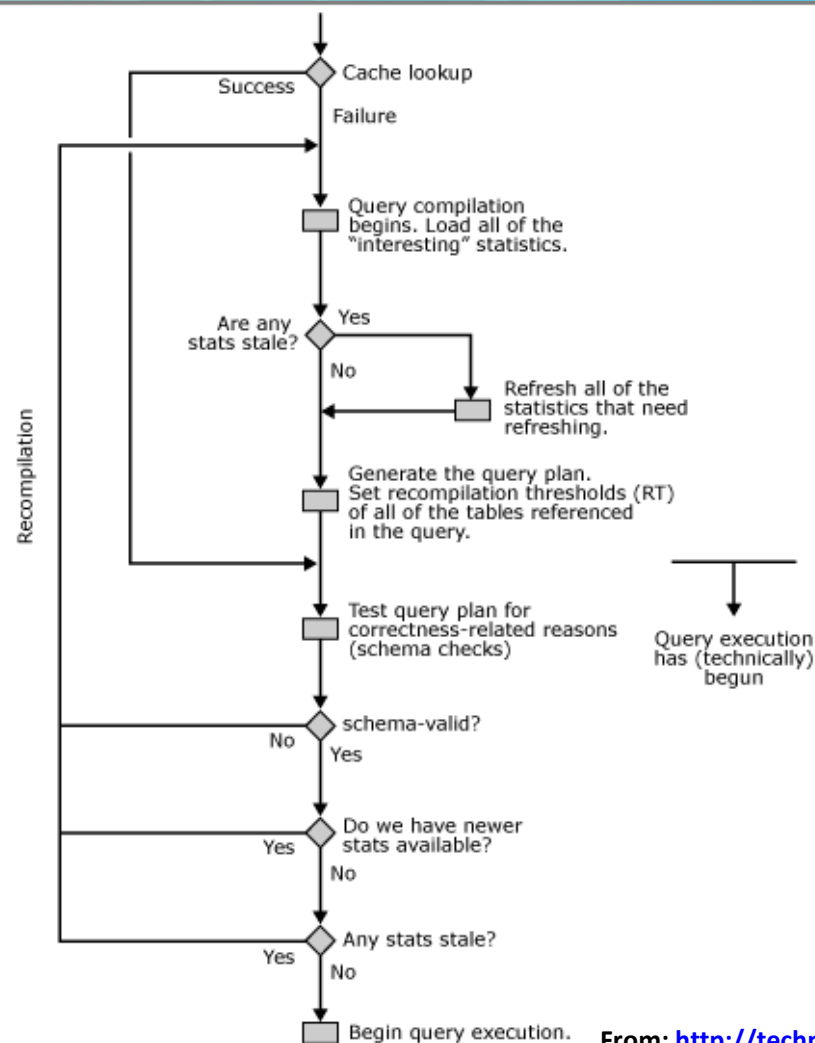 Cache lookup
Success
Failure
Query compilation
begins. Load all of the
“interesting” statistics.
Yes
Are any
stats stale?
No
Refresh all of the
statistics that need
refreshing.
Recompilation
Generate the query plan.
Set recompilation thresholds (RT)
of all of the tables referenced
in the query.
Test query plan for
correctness-related reasons
(schema checks)
Query execution
has (technically)
begun
schema-valid?
No
Yes
Do we have newer
stats available?
Yes
No
Any stats stale?
Yes
No
Begin query execution.
From: http://techn